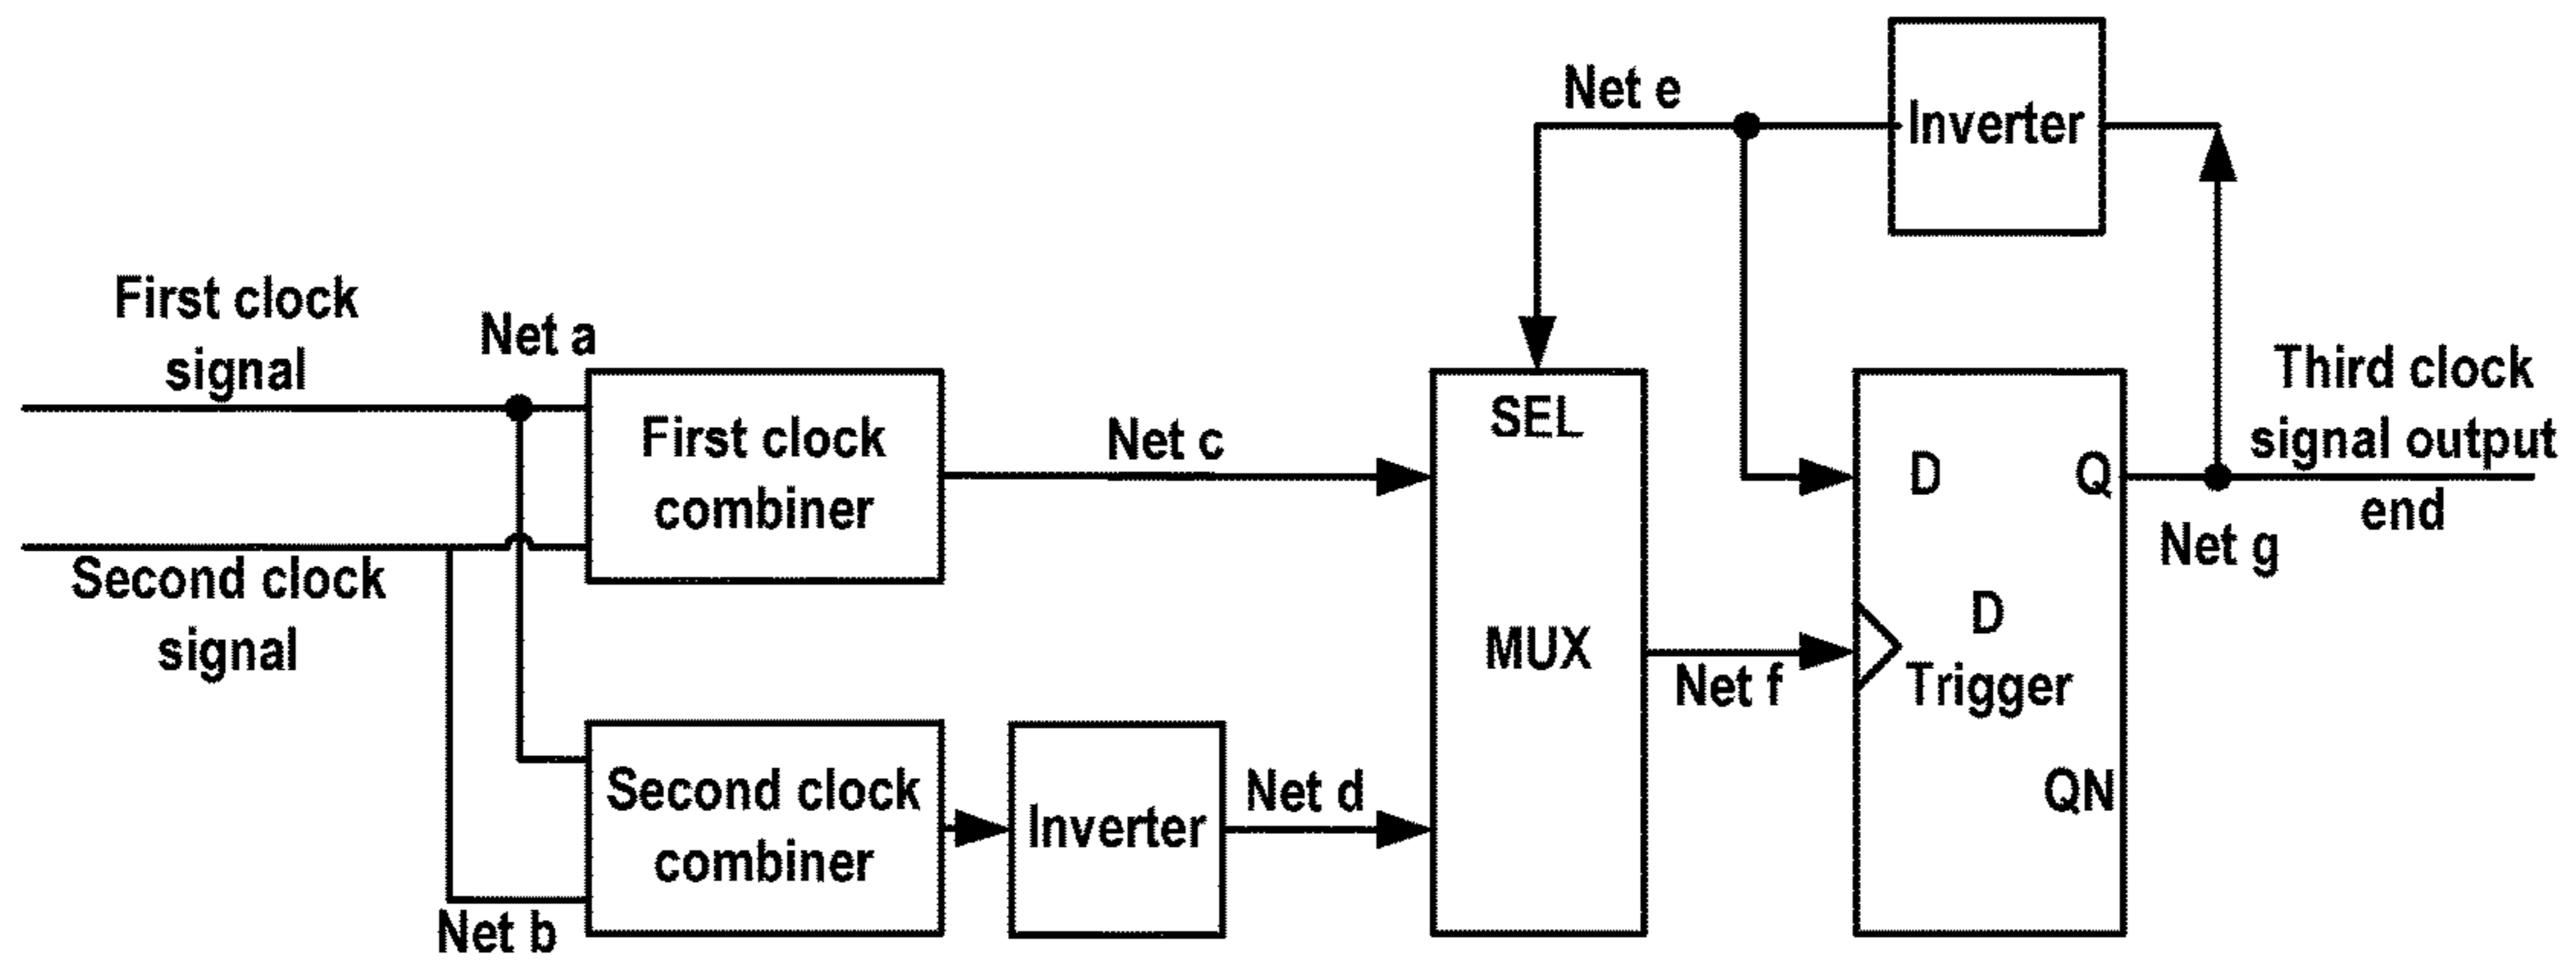 Net e
Inverter
First clock
signal
Net a
First clock
combiner
Net c
SEL
MUX
D
Q
Third clock
signal output
end
Net g
Second clock
signal
D
Trigger
Net f
QN
Second clock
combiner
Inverter
Net d
Net b